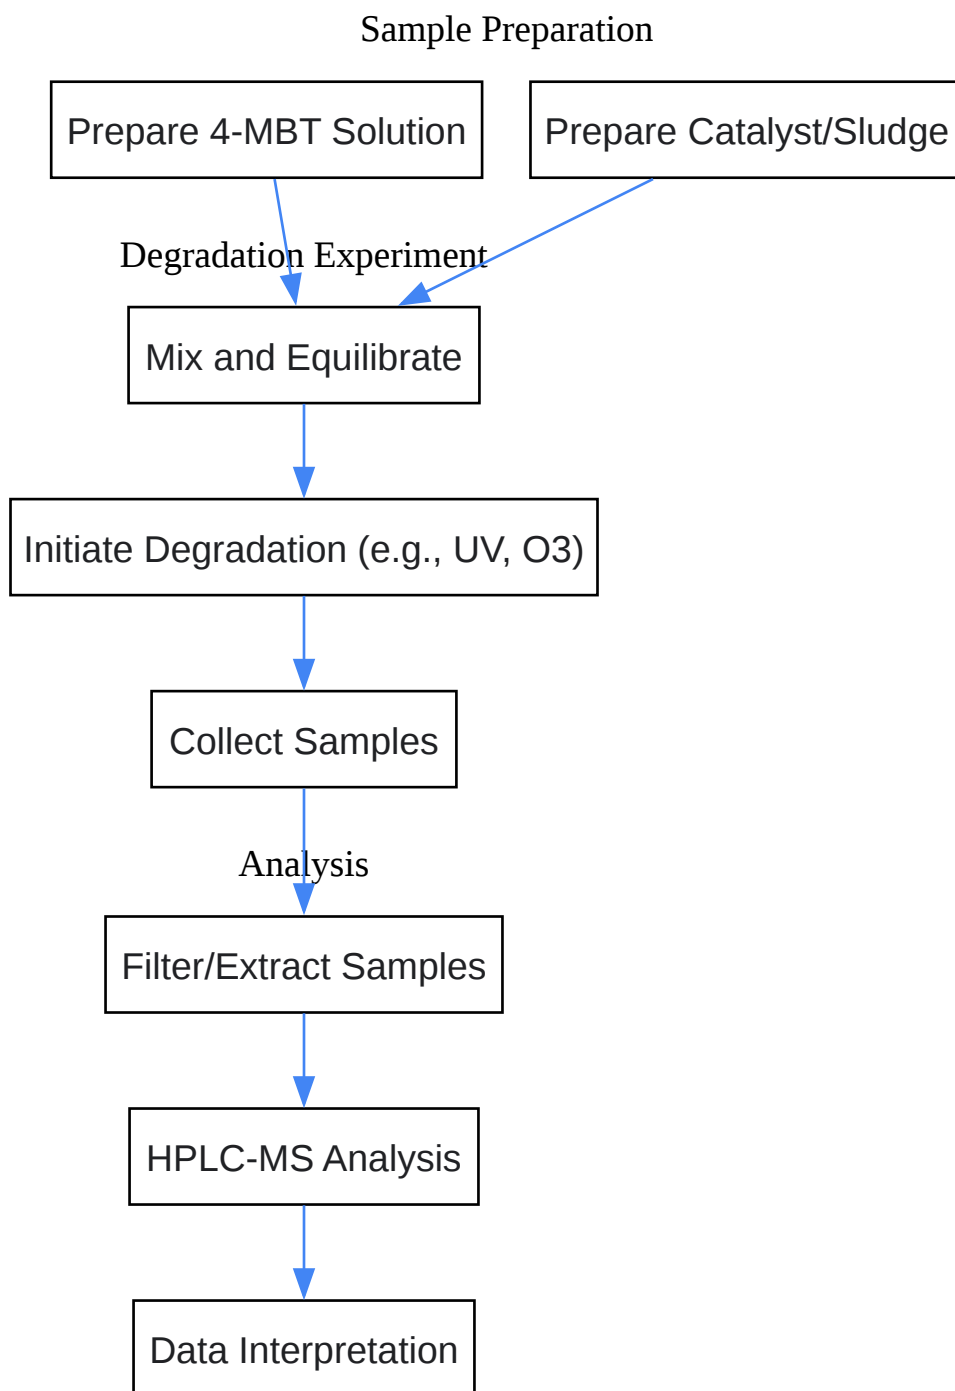 Sample Preparation
Prepare 4-MBT Solution
Prepare Catalyst/Sludge
Degradation Experiment
Mix and Equilibrate
Initiate Degradation (e.g., UV, O3)
Collect Samples
Analysis
Filter/Extract Samples
HPLC-MS Analysis
Data Interpretation